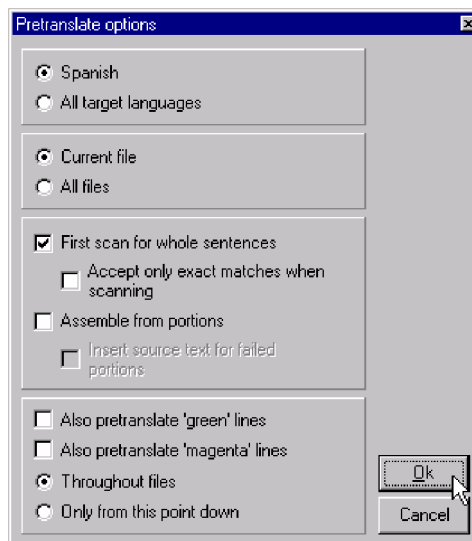 Pretranslate options
Spanish
All target languages
Current file
All files
First scan for whole sentences
Accept only exact matches when
scanning
Assemble from portions
Insert source text for failed
portions
Also pretranslate 'green' lines
Also pretranslate 'magenta' lines
Throughout files
Only from this point down
Ok
Cancel